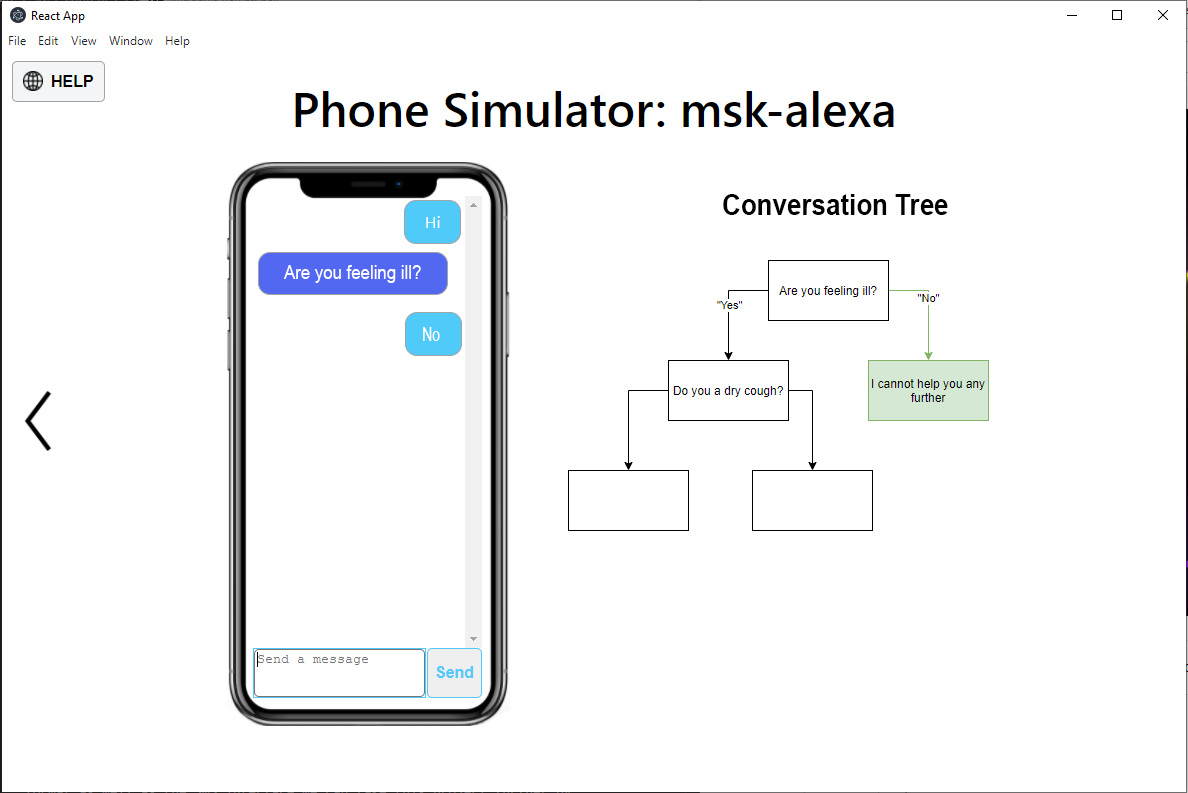 React App
File Edit View Window Help
HELP
Phone Simulator: msk-alexa
Hi
Are you feeling ill?
No
Send a message
Send
Conversation Tree
Are you feeling ill?
"Yes"
"No"
Do you a dry cough?
I cannot help you any
further